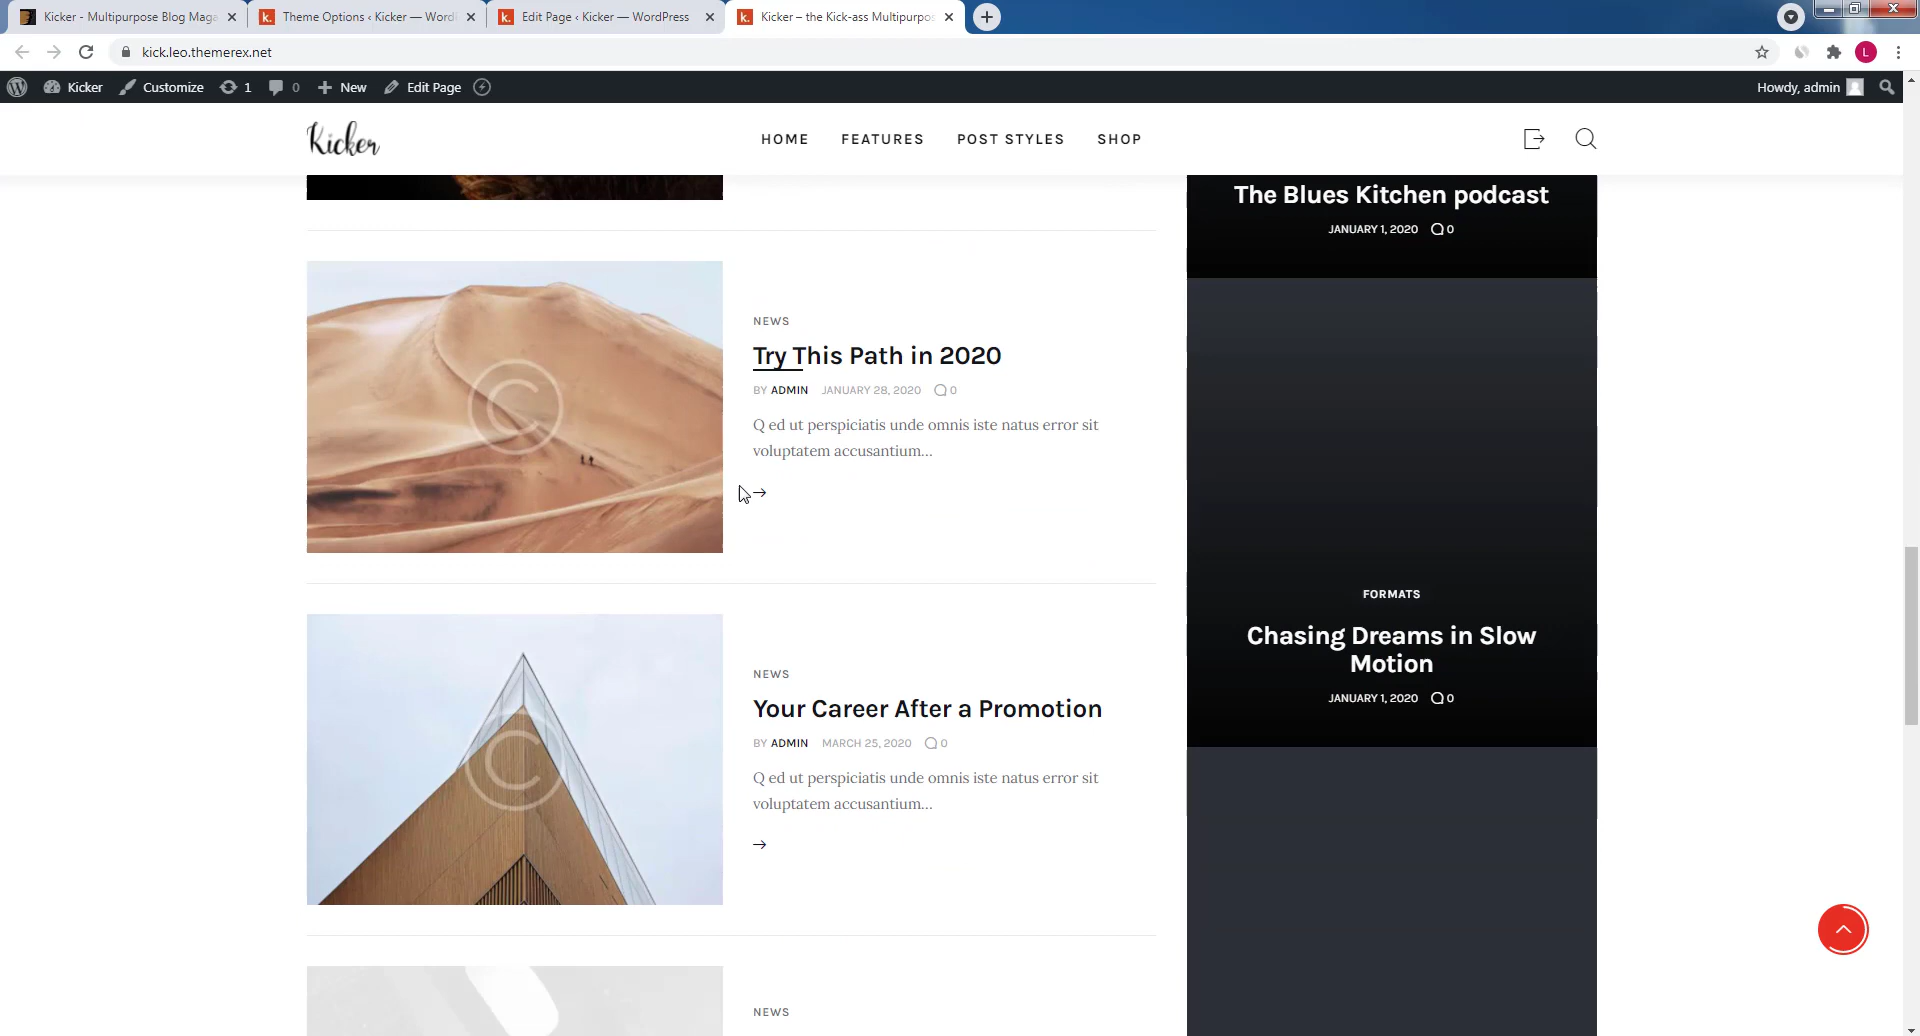 Kicker - Multipurpose Blog Maga
Theme Options ‹ Kicker — Wordl
Edit Page ‹ Kicker — WordPress
Kicker – the Kick-ass Multipurpos
kick.leo.themerex.net
L
Kicker
Customize
1
0
New
Edit Page
Howdy, admin
Kicker
HOME
FEATURES
POST STYLES
SHOP
The Blues Kitchen podcast
JANUARY 1, 2020 0
NEWS
Try This Path in 2020
BY ADMIN JANUARY 28, 2020 0
Q ed ut perspiciatis unde omnis iste natus error sit
voluptatem accusantium...
FORMATS
Chasing Dreams in Slow
Motion
JANUARY 1, 2020 0
NEWS
Your Career After a Promotion
BY ADMIN MARCH 25, 2020 0
Q ed ut perspiciatis unde omnis iste natus error sit
voluptatem accusantium...
NEWS